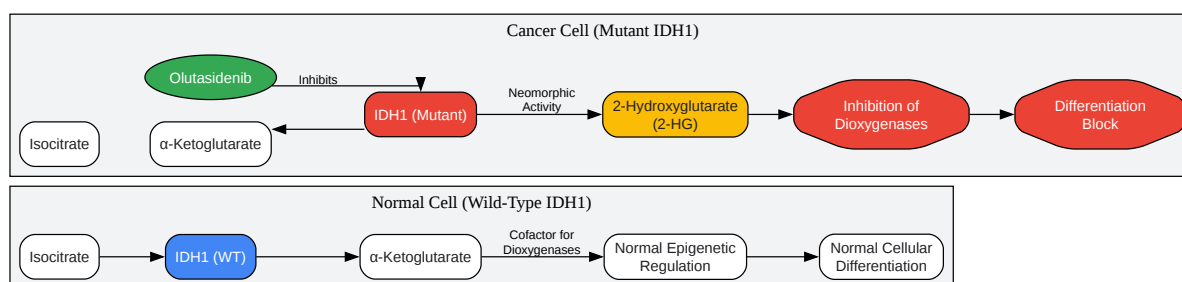 Cancer Cell (Mutant IDH1)
Olutasidenib
Inhibits
IDH1 (Mutant)
Neomorphic
Activity
2-Hydroxyglutarate
(2-HG)
Inhibition of
Dioxygenases
Differentiation
Block
Isocitrate
α-Ketoglutarate
Normal Cell (Wild-Type IDH1)
Isocitrate
IDH1 (WT)
α-Ketoglutarate
Cofactor for
Dioxygenases
Normal Epigenetic
Regulation
Normal Cellular
Differentiation